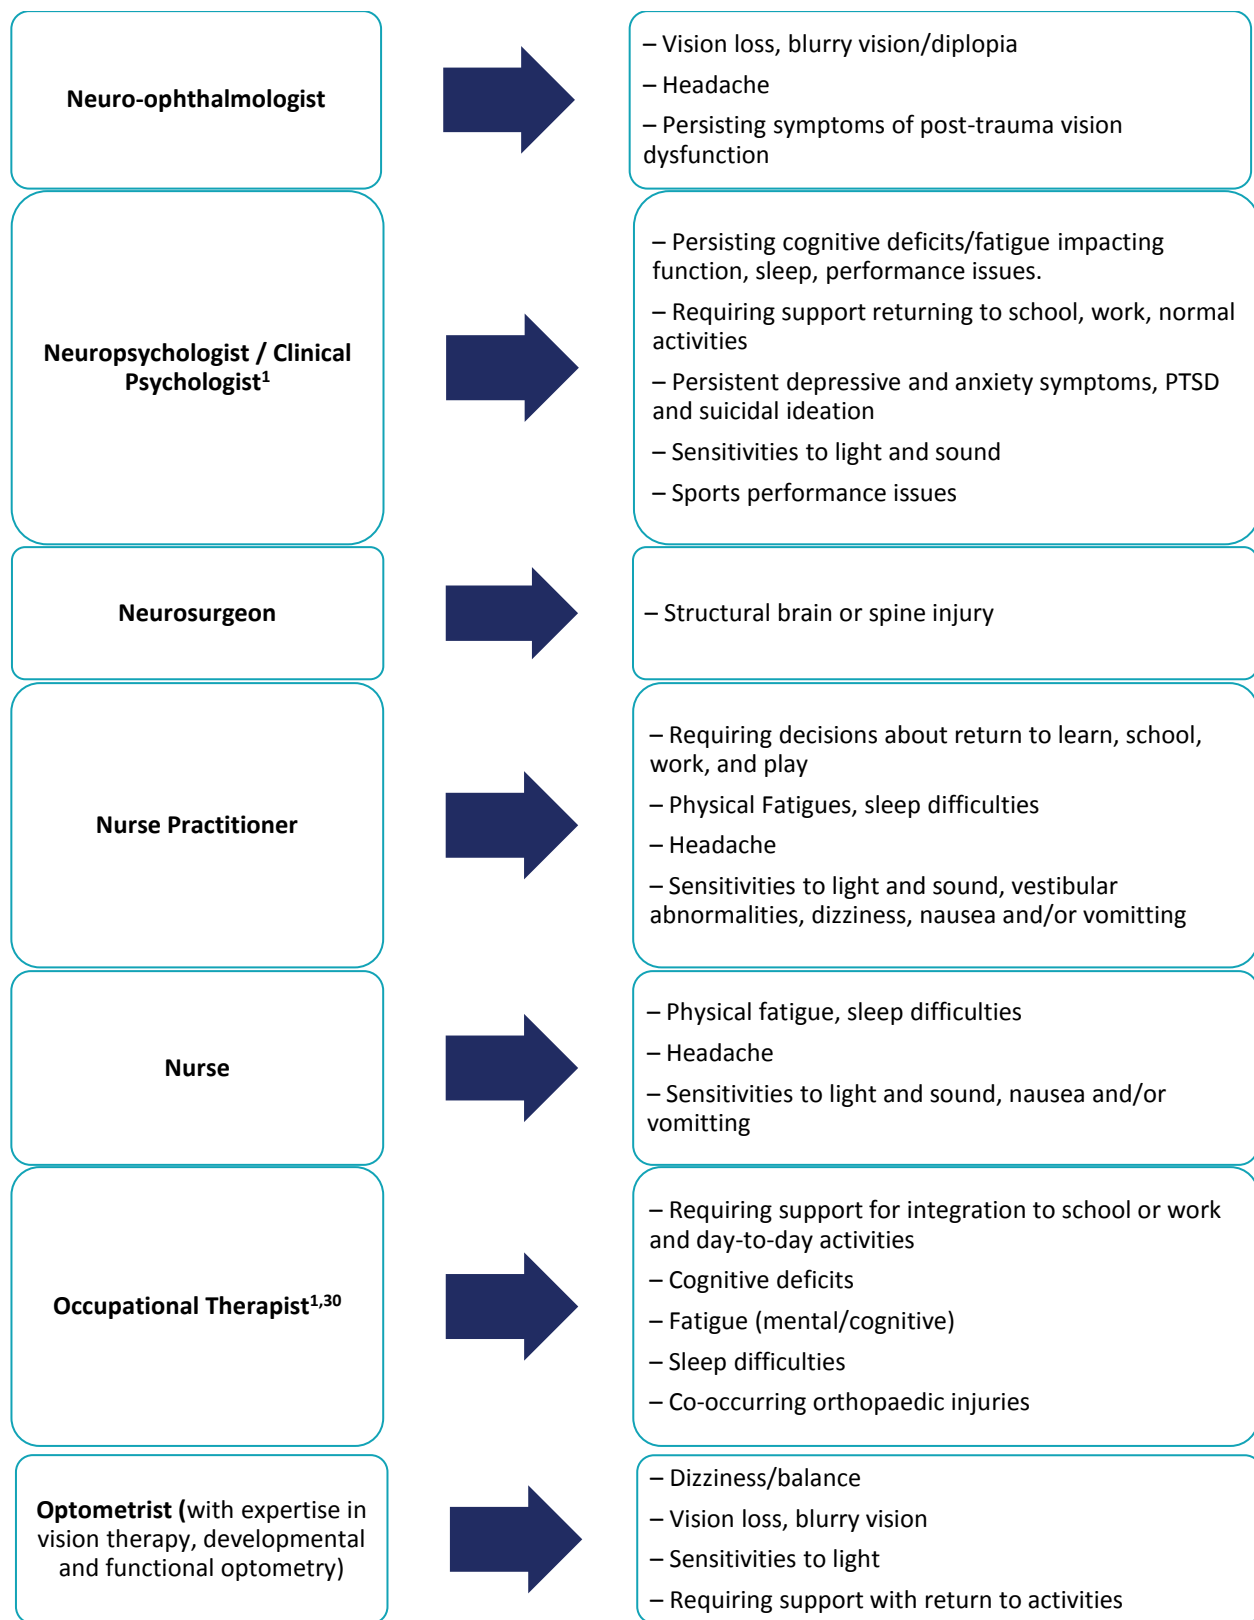 Neuro-ophthalmologist
– Vision loss, blurry vision/diplopia
– Headache
– Persisting symptoms of post-trauma vision
dysfunction
Neuropsychologist / Clinical
Psychologist1
– Persisting cognitive deficits/fatigue impacting
function, sleep, performance issues.
– Requiring support returning to school, work, normal
activities
– Persistent depressive and anxiety symptoms, PTSD
and suicidal ideation
– Sensitivities to light and sound
– Sports performance issues
Neurosurgeon
– Structural brain or spine injury
Nurse Practitioner
– Requiring decisions about return to learn, school,
work, and play
– Physical Fatigues, sleep difficulties
– Headache
– Sensitivities to light and sound, vestibular
abnormalities, dizziness, nausea and/or vomitting
Nurse
– Physical fatigue, sleep difficulties
– Headache
– Sensitivities to light and sound, nausea and/or
vomitting
Occupational Therapist1,30
– Requiring support for integration to school or work
and day-to-day activities
– Cognitive deficits
– Fatigue (mental/cognitive)
– Sleep difficulties
– Co-occurring orthopaedic injuries
Optometrist (with expertise in
vision therapy, developmental
and functional optometry)
– Dizziness/balance
– Vision loss, blurry vision
– Sensitivities to light
– Requiring support with return to activities